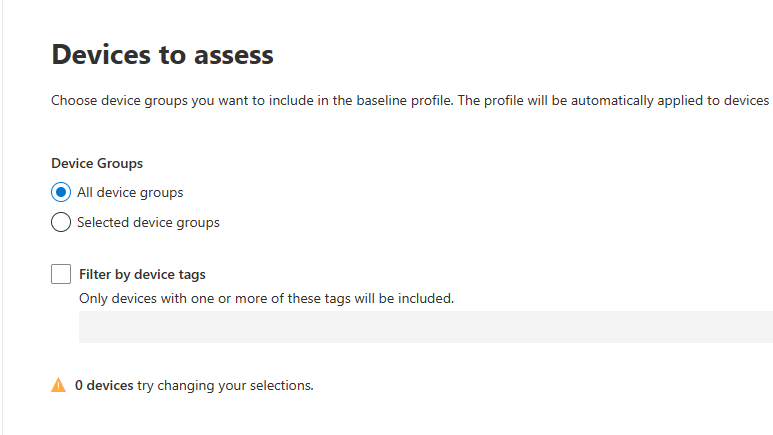 Devices to assess
Choose device groups you want to include in the baseline profile. The profile will be automatically applied to devices
Device Groups
All device groups
Selected device groups
Filter by device tags
Only devices with one or more of these tags will be included.
0 devices try changing your selections.